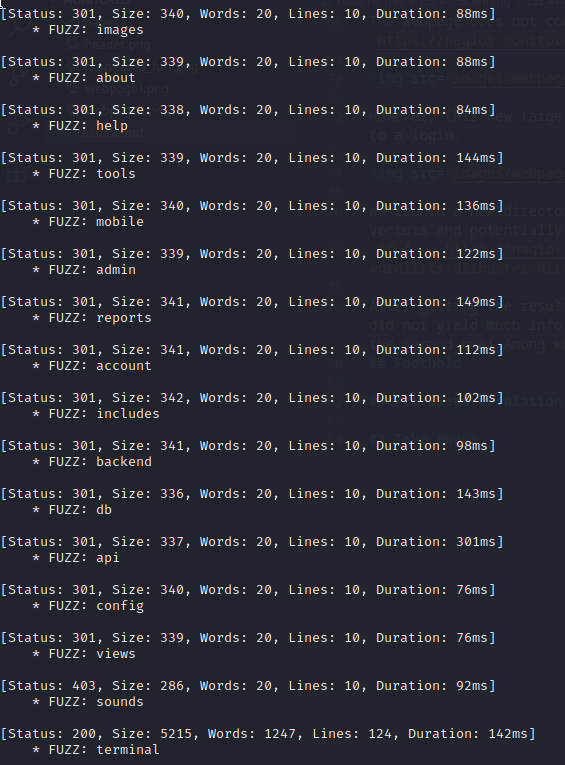 [Status: 301, Size: 340, Words: 20, Lines: 10, Duration: 88ms]
* FUZZ: images
[Status: 301, Size: 339, Words: 20, Lines: 10, Duration: 88ms]
* FUZZ: about
[Status: 301, Size: 338, Words: 20, Lines: 10, Duration: 84ms]
* FUZZ: help
[Status: 301, Size: 339, Words: 20, Lines: 10, Duration: 144ms]
* FUZZ: tools
[Status: 301, Size: 340, Words: 20, Lines: 10, Duration: 136ms]
* FUZZ: mobile
[Status: 301, Size: 339, Words: 20, Lines: 10, Duration: 122ms]
* FUZZ: admin
[Status: 301, Size: 341, Words: 20, Lines: 10, Duration: 149ms]
* FUZZ: reports
[Status: 301, Size: 341, Words: 20, Lines: 10, Duration: 112ms]
* FUZZ: account
[Status: 301, Size: 342, Words: 20, Lines: 10, Duration: 102ms]
* FUZZ: includes
[Status: 301, Size: 341, Words: 20, Lines: 10, Duration: 98ms]
* FUZZ: backend
[Status: 301, Size: 336, Words: 20, Lines: 10, Duration: 143ms]
* FUZZ: db
[Status: 301, Size: 337, Words: 20, Lines: 10, Duration: 301ms]
* FUZZ: api
[Status: 301, Size: 340, Words: 20, Lines: 10, Duration: 76ms]
* FUZZ: config
[Status: 301, Size: 339, Words: 20, Lines: 10, Duration: 76ms]
* FUZZ: views
[Status: 403, Size: 286, Words: 20, Lines: 10, Duration: 92ms]
* FUZZ: sounds
[Status: 200, Size: 5215, Words: 1247, Lines: 124, Duration: 142ms]
* FUZZ: terminal